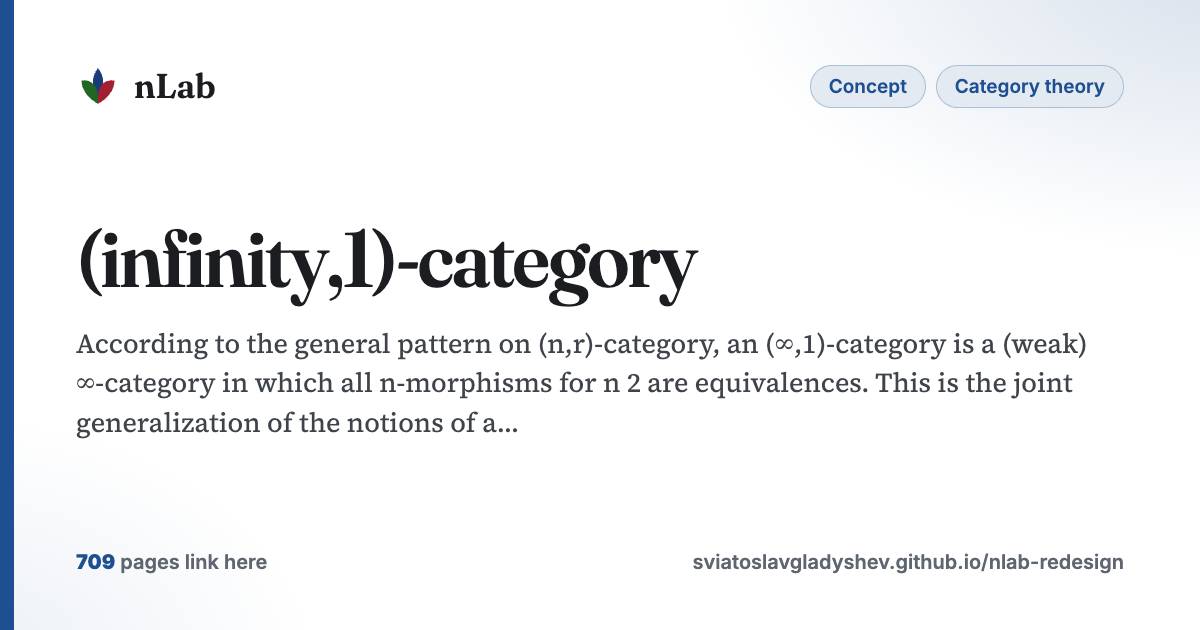 nLab
Concept
Category theory
(infinity,1)-category
According to the general pattern on (n,r)-category, an (∞,1)-category is a (weak)
∞-category in which all n-morphisms for n 2 are equivalences. This is the joint
generalization of the notions of a...
709 pages link here
sviatoslavgladyshev.github.io/nlab-redesign